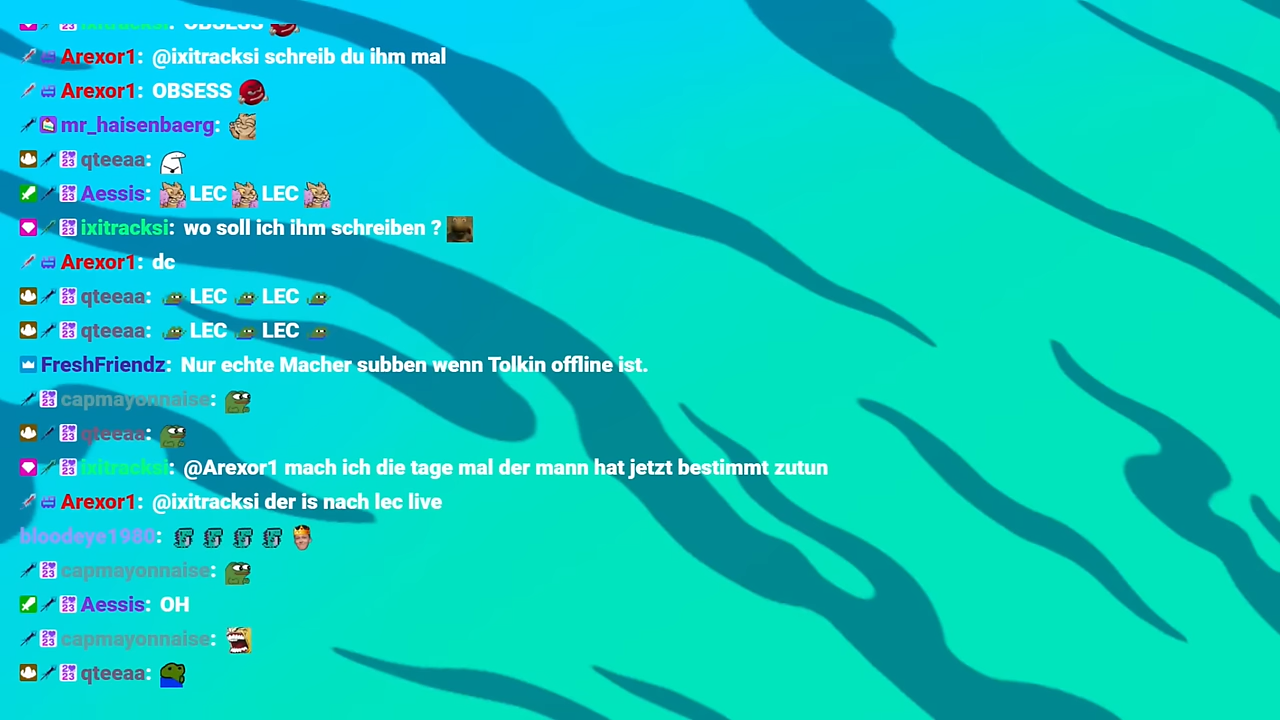 ixitracksi: OBSESS
Arexor1: @ixitracksi schreib du ihm mal
Arexor1: OBSESS
mr_haisenbaerg:
qteeaa:
Aessis: LEC LEC
ixitracksi: wo soll ich ihm schreiben ?
Arexor1: dc
qteeaa: LEC LEC
qteeaa: LEC LEC
FreshFriendz: Nur echte Macher subben wenn Tolkin offline ist.
capmayonnaise:
qteeaa:
ixitracksi: @Arexor1 mach ich die tage mal der mann hat jetzt bestimmt zutun
Arexor1: @ixitracksi der is nach lec live
bloodeye1980:
capmayonnaise:
Aessis: OH
capmayonnaise:
qteeaa: